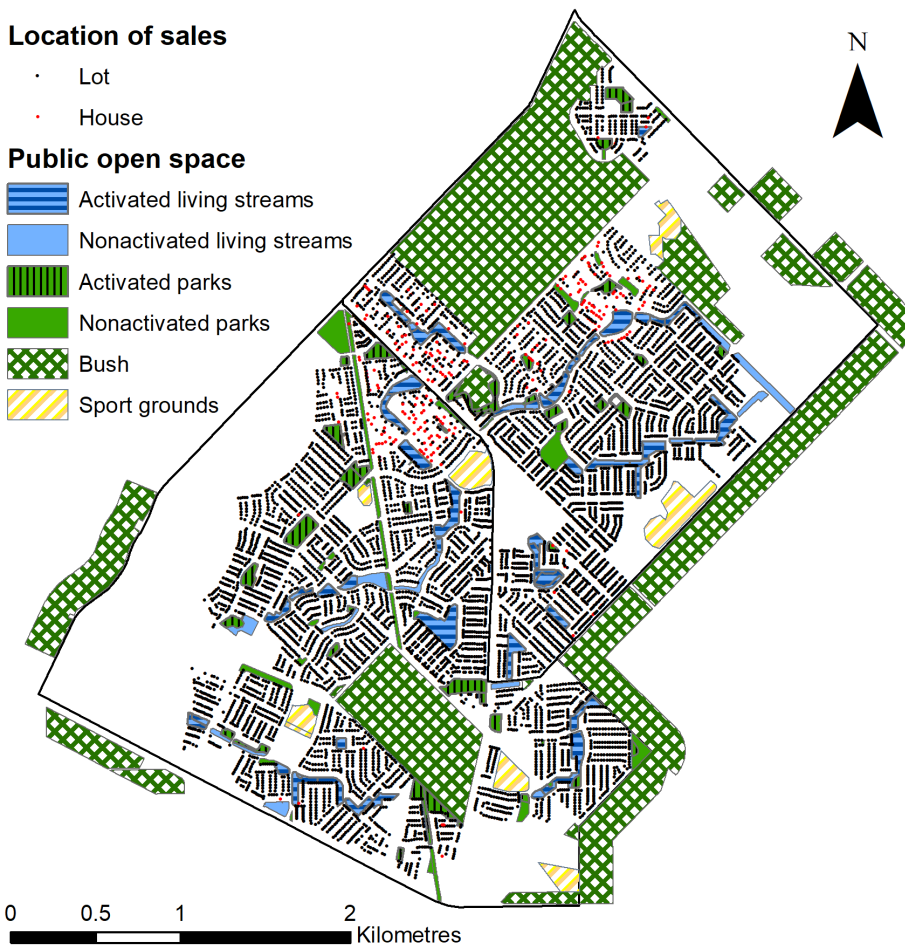 Location of sales
Lot
House
Public open space
Activated living streams
Nonactivated living streams
Activated parks
Nonactivated parks
Bush
Sport grounds
N
0 0.5 1 2
Kilometres